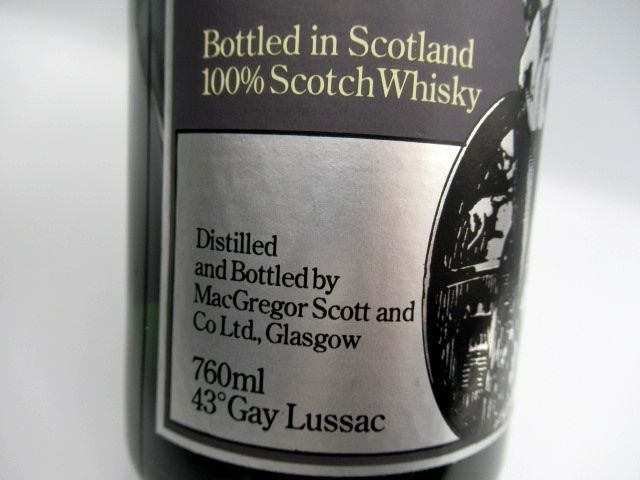 Bottled in Scotland
100% Scotch Whisky
Distilled
and Bottled by
MacGregor Scott and
Co Ltd., Glasgow
760ml
43° Gay Lussac